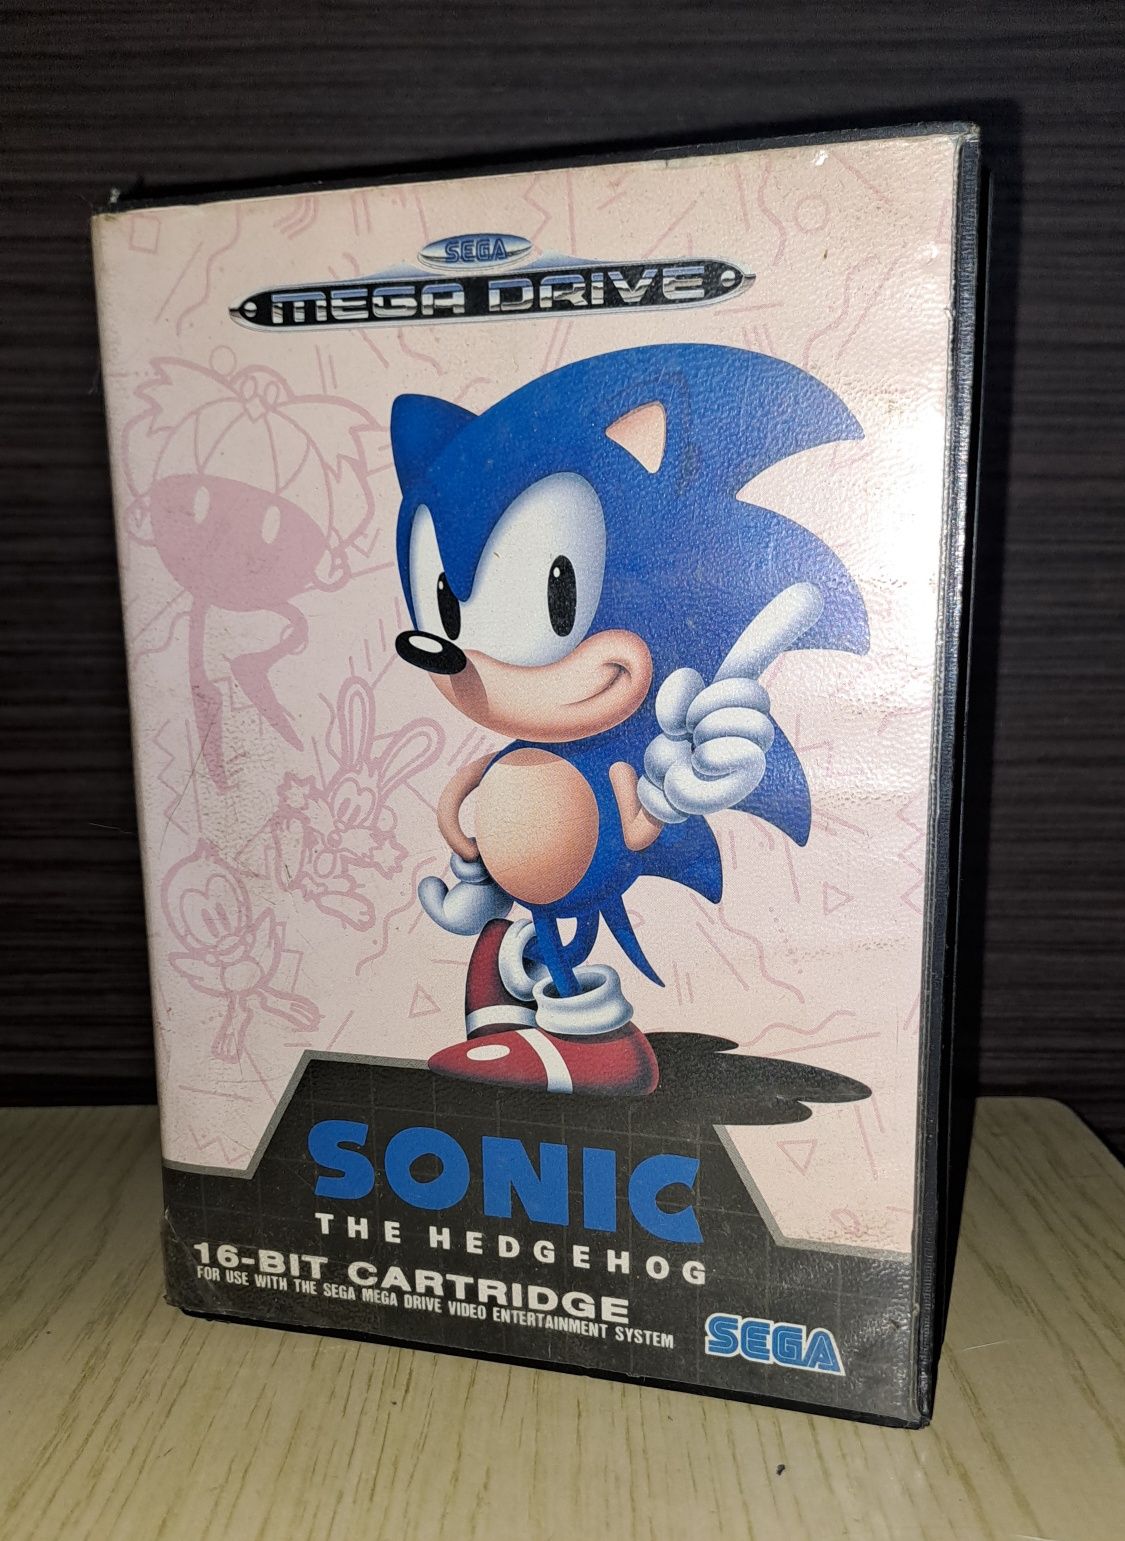 SEGA
MEGA DRIVE
SONIC
THE HEDGEHOG
16-BIT CARTRIDGE
FOR USE WITH THE SEGA MEGA DRIVE VIDEO ENTERTAINMENT SYSTEM
SEGA